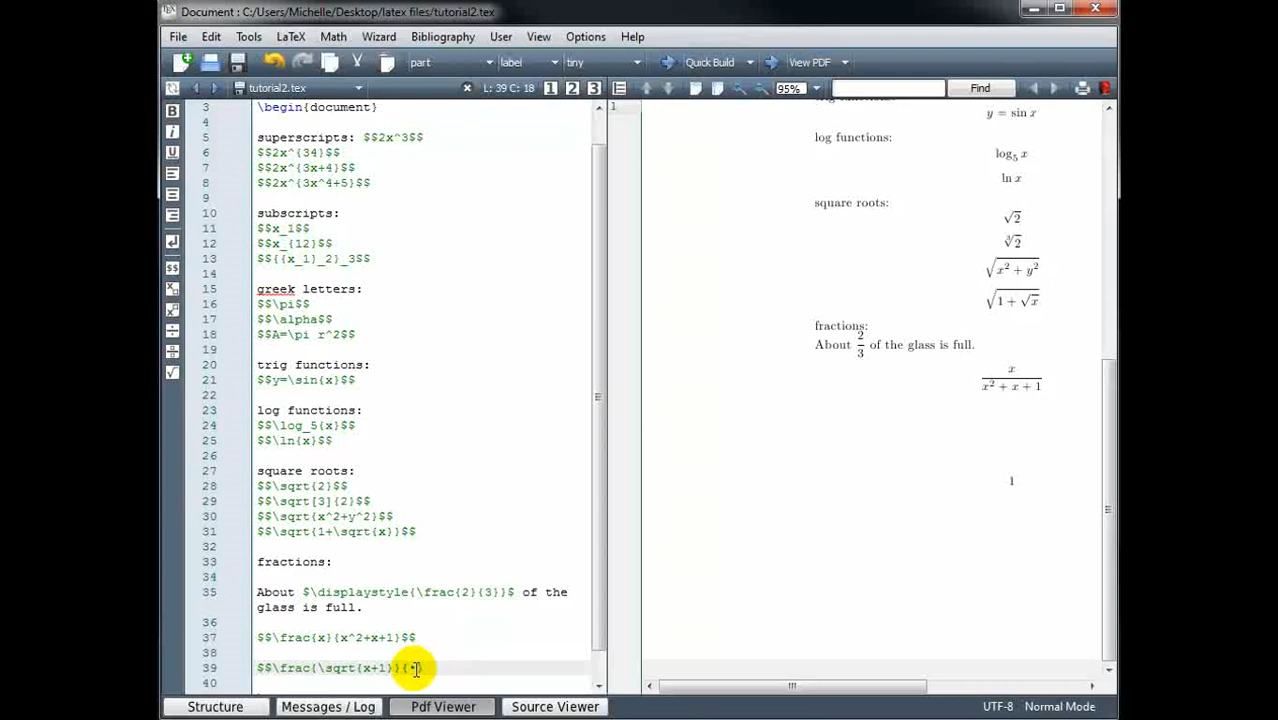 Document : C:/Users/Michelle/Desktop/latex files/tutorial2.tex
File Edit Tools LaTeX Math Wizard Bibliography User View Options Help
part label tiny Quick Build View PDF
tutorial2.tex L: 39 C: 18 1 2 3 95% Find
3 \begin{document}
4
5 superscripts: $$2x^3$$
6 $$2x^{34}$$
7 $$2x^{3x+4}$$
8 $$2x^{3x^4+5}$$
9
10 subscripts:
11 $$x_1$$
12 $$x_{12}$$
13 $${{x_1}_2}_3$$
14
15 greek letters:
16 $$\pi$$
17 $$\alpha$$
18 $$A=\pi r^2$$
19
20 trig functions:
21 $$y=\sin{x}$$
22
23 log functions:
24 $$\log_5{x}$$
25 $$\ln{x}$$
26
27 square roots:
28 $$\sqrt{2}$$
29 $$\sqrt[3]{2}$$
30 $$\sqrt{x^2+y^2}$$
31 $$\sqrt{1+\sqrt{x}}$$
32
33 fractions:
34
35 About $\displaystyle{\frac{2}{3}}$ of the
glass is full.
36
37 $$\frac{x}{x^2+x+1}$$
38
39 $$\frac{\sqrt{x+1}}{
40
1
y = sin x
log functions:
log₅ x
ln x
square roots:
√2
∛2
√(x² + y²)
√(1 + √x)
fractions:
About 2/3 of the glass is full.
x
x² + x + 1
1
Structure Messages / Log Pdf Viewer Source Viewer UTF-8 Normal Mode